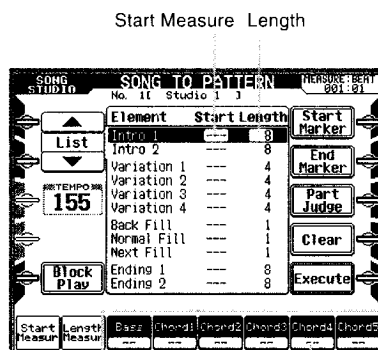 Start Measure Length
SONG STUDIO
SONG TO PATTERN
MEASURE:BEAT
001:01
No. 1[ Studio 1 ]
List
TEMPO
155
Block Play
Element Start Length
Intro 1 --- 8
Intro 2 --- 8
Variation 1 --- 4
Variation 2 --- 4
Variation 3 --- 4
Variation 4 --- 4
Back Fill --- 1
Normal Fill --- 1
Next Fill --- 1
Ending 1 --- 8
Ending 2 --- 8
Start Marker
End Marker
Part Judge
Clear
Execute
Start Measur
Length Measur
Bass Chord1 Chord2 Chord3 Chord4 Chord5